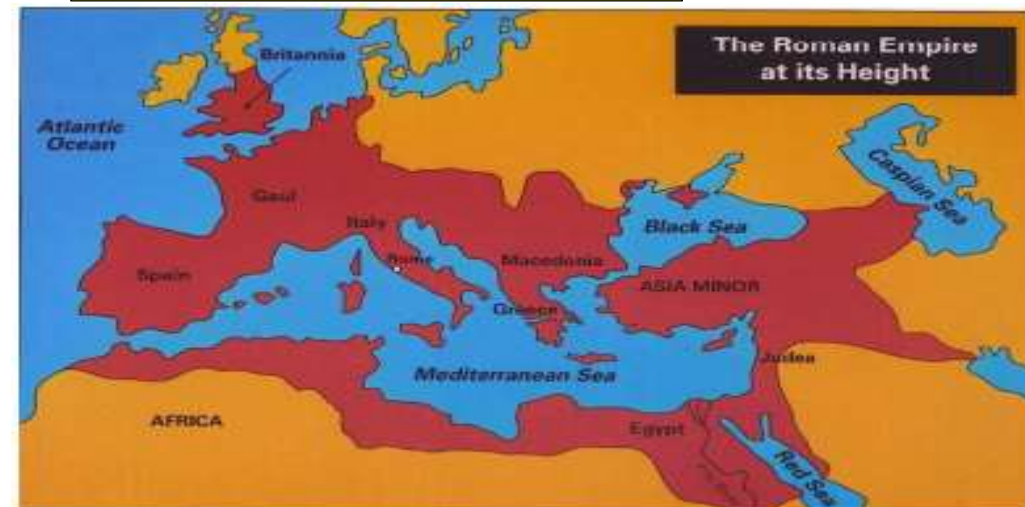 The Roman Empire
at its Height
Britannia
Atlantic
Ocean
Caspian Sea
Gaul
Black Sea
Italy
Rome
Macedonia
Spain
ASIA MINOR
Greece
Judea
Mediterranean Sea
AFRICA
Egypt
Red Sea